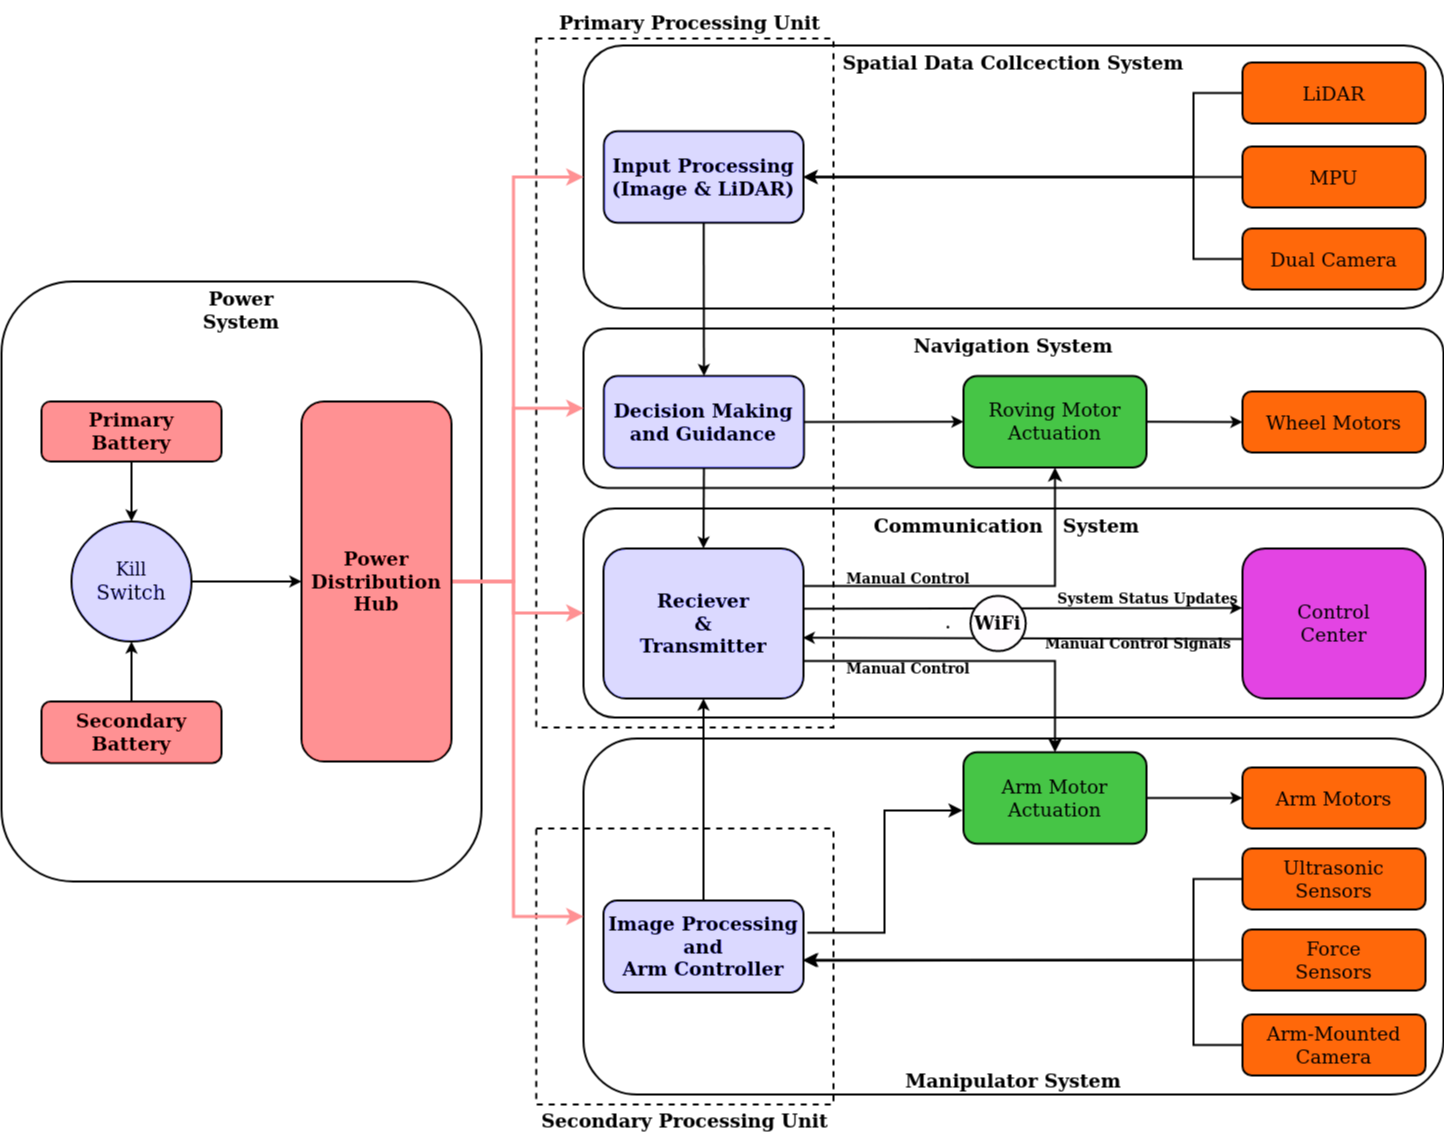 Primary Processing Unit
Spatial Data Collcection System
LiDAR
Input Processing
(Image & LiDAR)
MPU
Dual Camera
Power
System
Navigation System
Primary
Battery
Decision Making
and Guidance
Roving Motor
Actuation
Wheel Motors
Communication System
Kill
Switch
Power
Distribution
Hub
Reciever
&
Transmitter
Manual Control
System Status Updates
WiFi
Manual Control Signals
Manual Control
Control
Center
Secondary
Battery
Arm Motor
Actuation
Arm Motors
Ultrasonic
Sensors
Image Processing
and
Arm Controller
Force
Sensors
Arm-Mounted
Camera
Manipulator System
Secondary Processing Unit